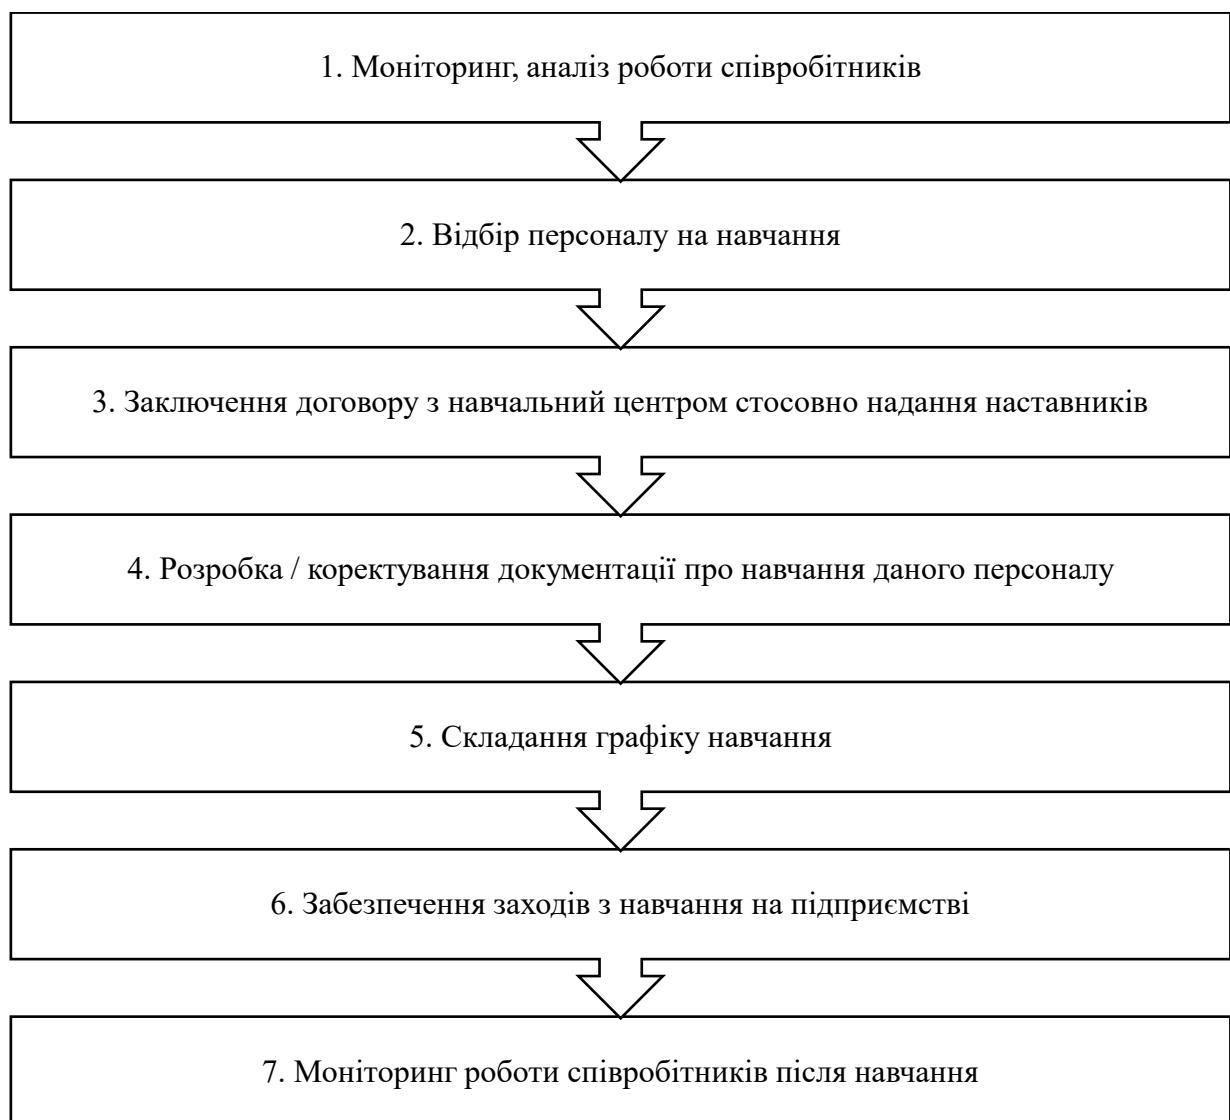 1. Моніторинг, аналіз роботи співробітників
2. Відбір персоналу на навчання
3. Заключення договору з навчальний центром стосовно надання наставників
4. Розробка / коректування документації про навчання даного персоналу
5. Складання графіку навчання
6. Забезпечення заходів з навчання на підприємстві
7. Моніторинг роботи співробітників після навчання